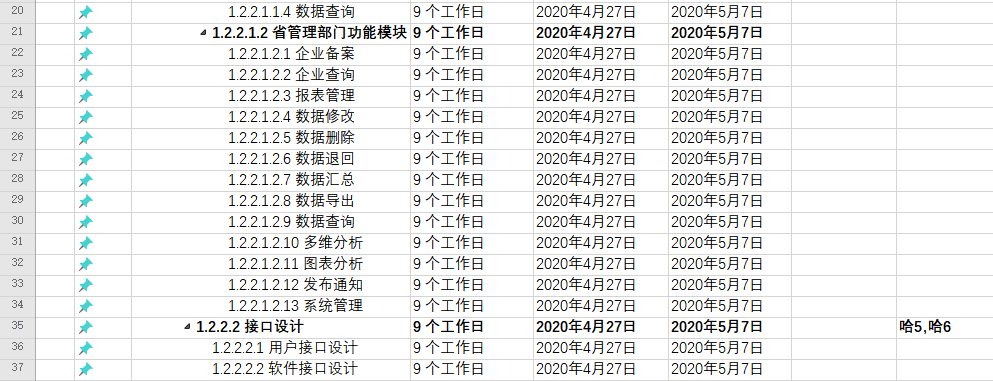 20 1.2.2.1.1.4 数据查询 9 个工作日 2020年4月27日 2020年5月7日
21 1.2.2.1.2 省管理部门功能模块 9 个工作日 2020年4月27日 2020年5月7日
22 1.2.2.1.2.1 企业备案 9 个工作日 2020年4月27日 2020年5月7日
23 1.2.2.1.2.2 企业查询 9 个工作日 2020年4月27日 2020年5月7日
24 1.2.2.1.2.3 报表管理 9 个工作日 2020年4月27日 2020年5月7日
25 1.2.2.1.2.4 数据修改 9 个工作日 2020年4月27日 2020年5月7日
26 1.2.2.1.2.5 数据删除 9 个工作日 2020年4月27日 2020年5月7日
27 1.2.2.1.2.6 数据退回 9 个工作日 2020年4月27日 2020年5月7日
28 1.2.2.1.2.7 数据汇总 9 个工作日 2020年4月27日 2020年5月7日
29 1.2.2.1.2.8 数据导出 9 个工作日 2020年4月27日 2020年5月7日
30 1.2.2.1.2.9 数据查询 9 个工作日 2020年4月27日 2020年5月7日
31 1.2.2.1.2.10 多维分析 9 个工作日 2020年4月27日 2020年5月7日
32 1.2.2.1.2.11 图表分析 9 个工作日 2020年4月27日 2020年5月7日
33 1.2.2.1.2.12 发布通知 9 个工作日 2020年4月27日 2020年5月7日
34 1.2.2.1.2.13 系统管理 9 个工作日 2020年4月27日 2020年5月7日
35 1.2.2.2 接口设计 9 个工作日 2020年4月27日 2020年5月7日 哈5,哈6
36 1.2.2.2.1 用户接口设计 9 个工作日 2020年4月27日 2020年5月7日
37 1.2.2.2.2 软件接口设计 9 个工作日 2020年4月27日 2020年5月7日